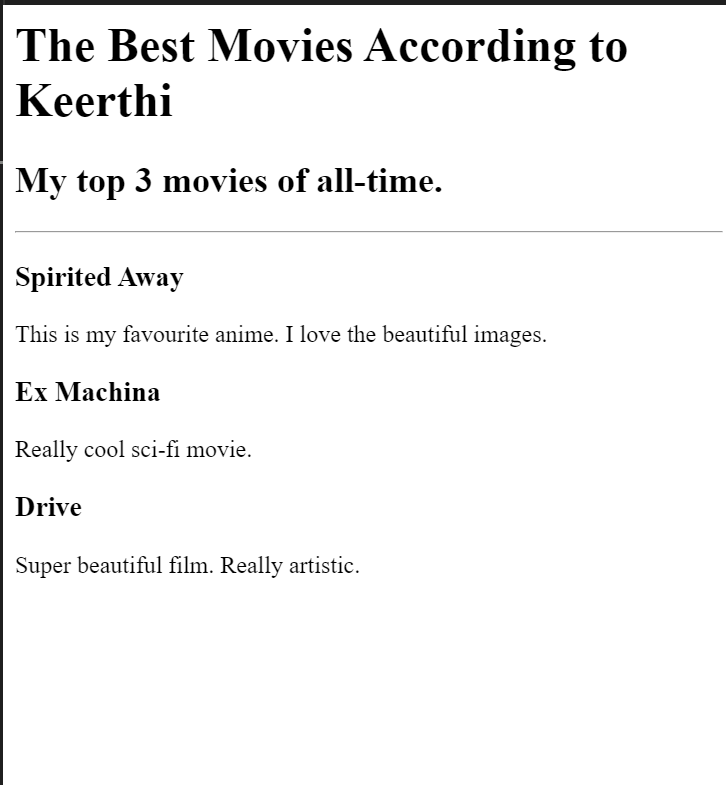 The Best Movies According to
Keerthi
My top 3 movies of all-time.
Spirited Away
This is my favourite anime. I love the beautiful images.
Ex Machina
Really cool sci-fi movie.
Drive
Super beautiful film. Really artistic.